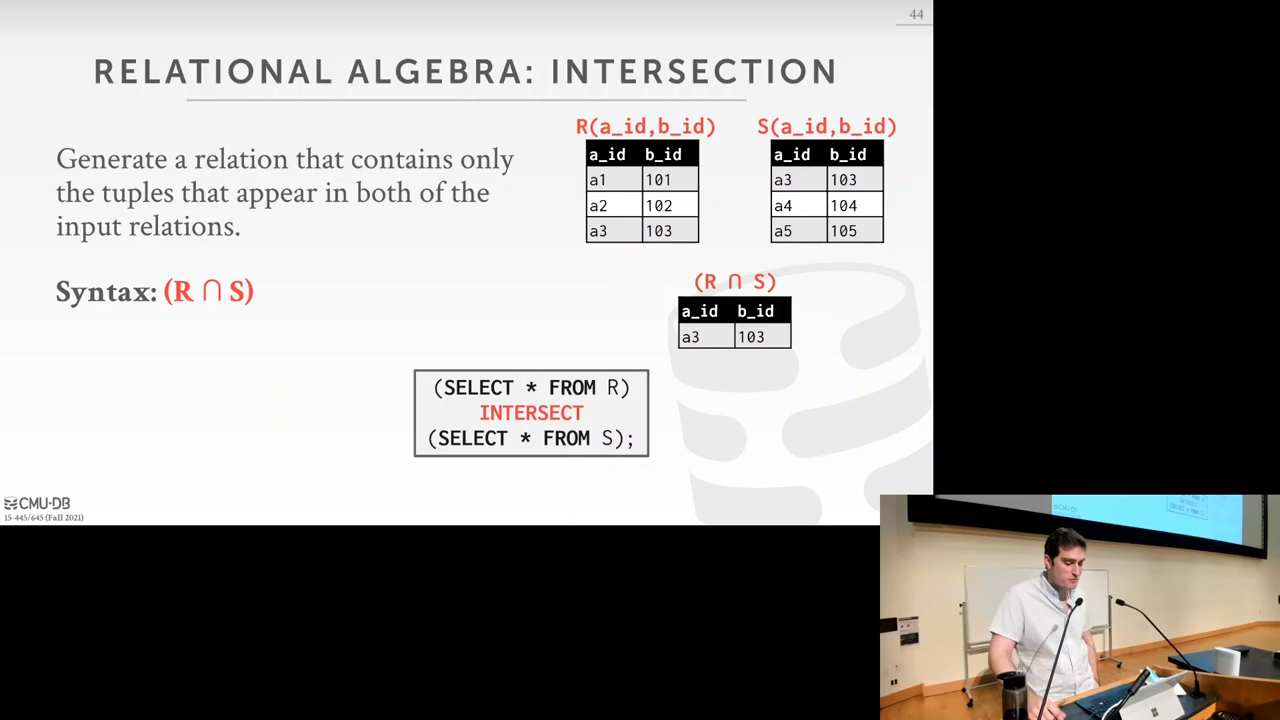 44
RELATIONAL ALGEBRA: INTERSECTION
Generate a relation that contains only
the tuples that appear in both of the
input relations.
Syntax: (R ∩ S)
R(a_id,b_id)
a_id b_id
a1 101
a2 102
a3 103
S(a_id,b_id)
a_id b_id
a3 103
a4 104
a5 105
(R ∩ S)
a_id b_id
a3 103
(SELECT * FROM R)
INTERSECT
(SELECT * FROM S);
CMU·DB
15-445/645 (Fall 2021)